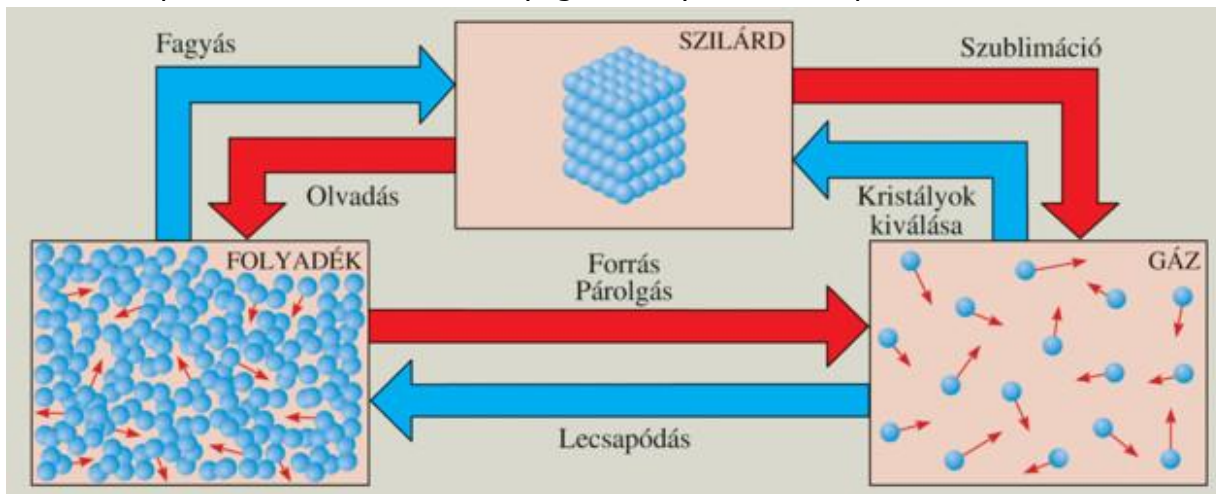 Fagyás
SZILÁRD
Szublimáció
Olvadás
Kristályok
kiválása
FOLYADÉK
Forrás
Párolgás
GÁZ
Lecsapódás